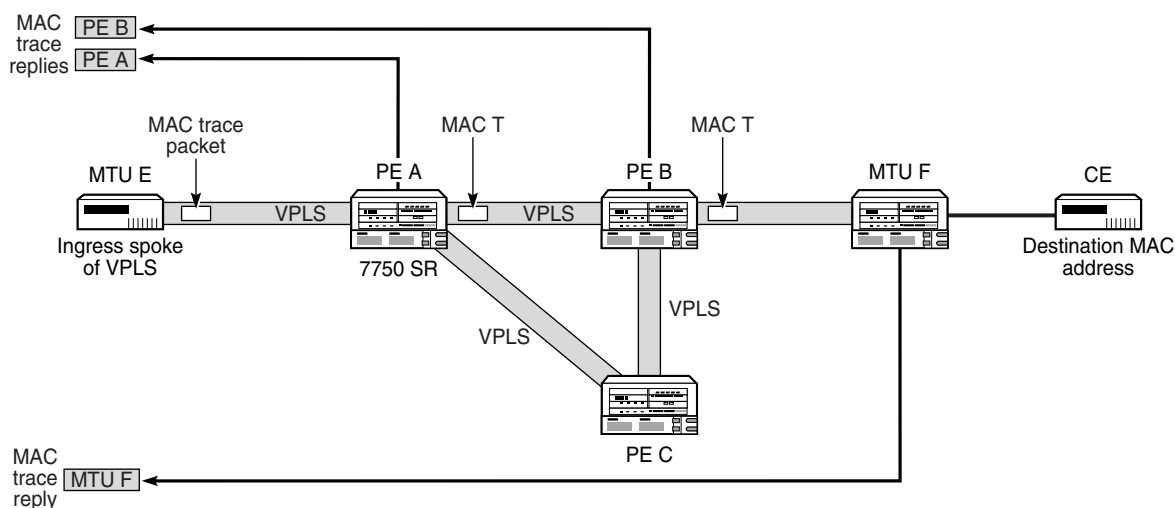 MAC
trace
replies
PE B
PE A
MAC trace
packet
MAC T
MAC T
MTU E
PE A
PE B
MTU F
CE
VPLS
VPLS
Ingress spoke
of VPLS
7750 SR
Destination MAC
address
VPLS
VPLS
PE C
MAC
trace
reply
MTU F